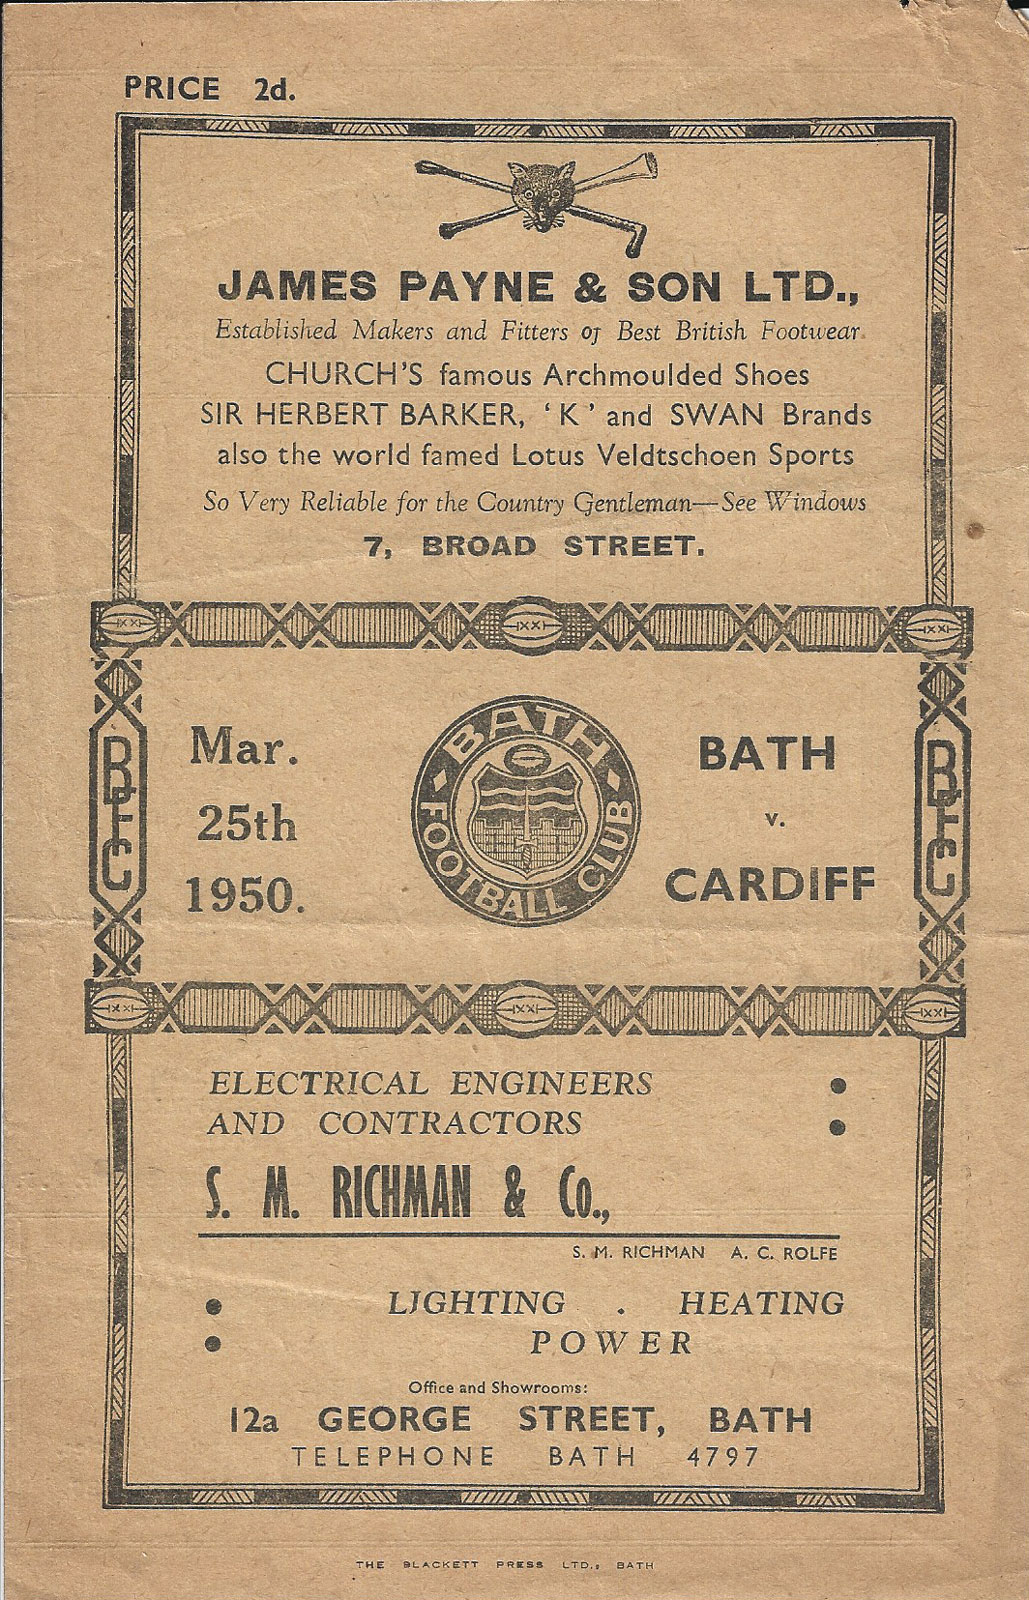 PRICE 2d.
JAMES PAYNE & SON LTD.,
Established Makers and Fitters of Best British Footwear.
CHURCH'S famous Archmoulded Shoes
SIR HERBERT BARKER, ‘K’ and SWAN Brands
also the world famed Lotus Veldtschoen Sports
So Very Reliable for the Country Gentleman—See Windows
7, BROAD STREET.
BFC
Mar.
25th
1950.
BATH
FOOTBALL CLUB
BATH
v.
CARDIFF
BFC
ELECTRICAL ENGINEERS
AND CONTRACTORS
S. M. RICHMAN & Co.,
S. M. RICHMAN A. C. ROLFE
LIGHTING . HEATING
POWER
Office and Showrooms:
12a GEORGE STREET, BATH
TELEPHONE BATH 4797
THE BLACKETT PRESS LTD., BATH